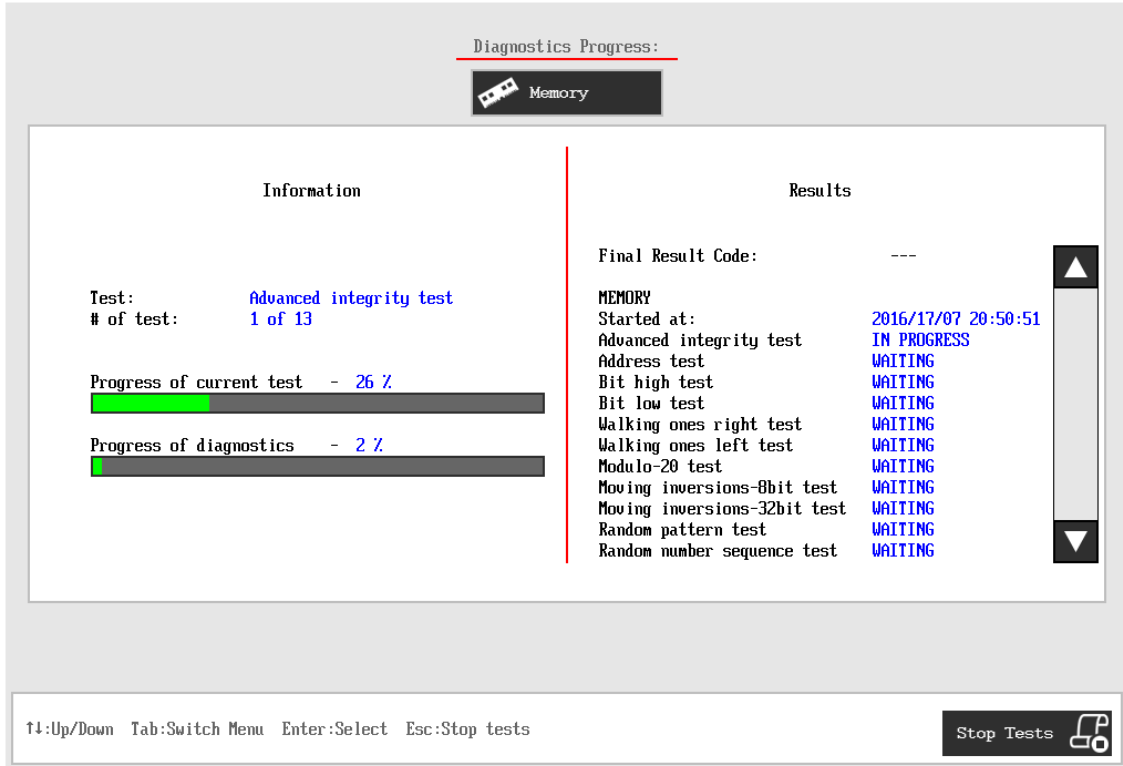 Diagnostics Progress:
Memory
Information
Test: Advanced integrity test
# of test: 1 of 13
Progress of current test - 26 %
Progress of diagnostics - 2 %
Results
Final Result Code: ---
MEMORY
Started at: 2016/17/07 20:50:51
Advanced integrity test IN PROGRESS
Address test WAITING
Bit high test WAITING
Bit low test WAITING
Walking ones right test WAITING
Walking ones left test WAITING
Modulo-20 test WAITING
Moving inversions-8bit test WAITING
Moving inversions-32bit test WAITING
Random pattern test WAITING
Random number sequence test WAITING
↑↓:Up/Down Tab:Switch Menu Enter:Select Esc:Stop tests
Stop Tests